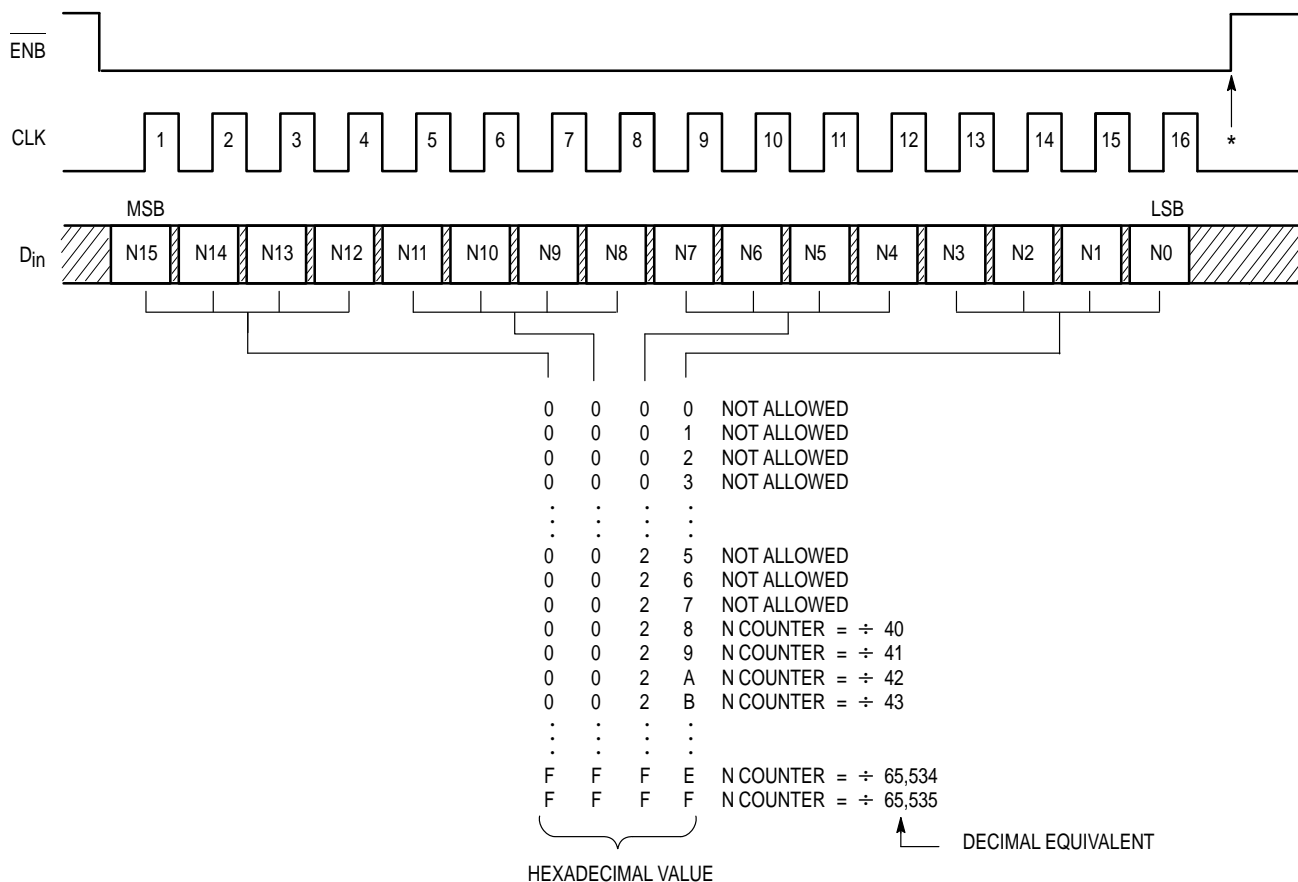 ENB
CLK 1 2 3 4 5 6 7 8 9 10 11 12 13 14 15 16 *
MSB LSB
Din N15 N14 N13 N12 N11 N10 N9 N8 N7 N6 N5 N4 N3 N2 N1 N0
0 0 0 0 NOT ALLOWED
0 0 0 1 NOT ALLOWED
0 0 0 2 NOT ALLOWED
0 0 0 3 NOT ALLOWED
0 0 2 5 NOT ALLOWED
0 0 2 6 NOT ALLOWED
0 0 2 7 NOT ALLOWED
0 0 2 8 N COUNTER = ÷ 40
0 0 2 9 N COUNTER = ÷ 41
0 0 2 A N COUNTER = ÷ 42
0 0 2 B N COUNTER = ÷ 43
F F F E N COUNTER = ÷ 65,534
F F F F N COUNTER = ÷ 65,535
DECIMAL EQUIVALENT
HEXADECIMAL VALUE